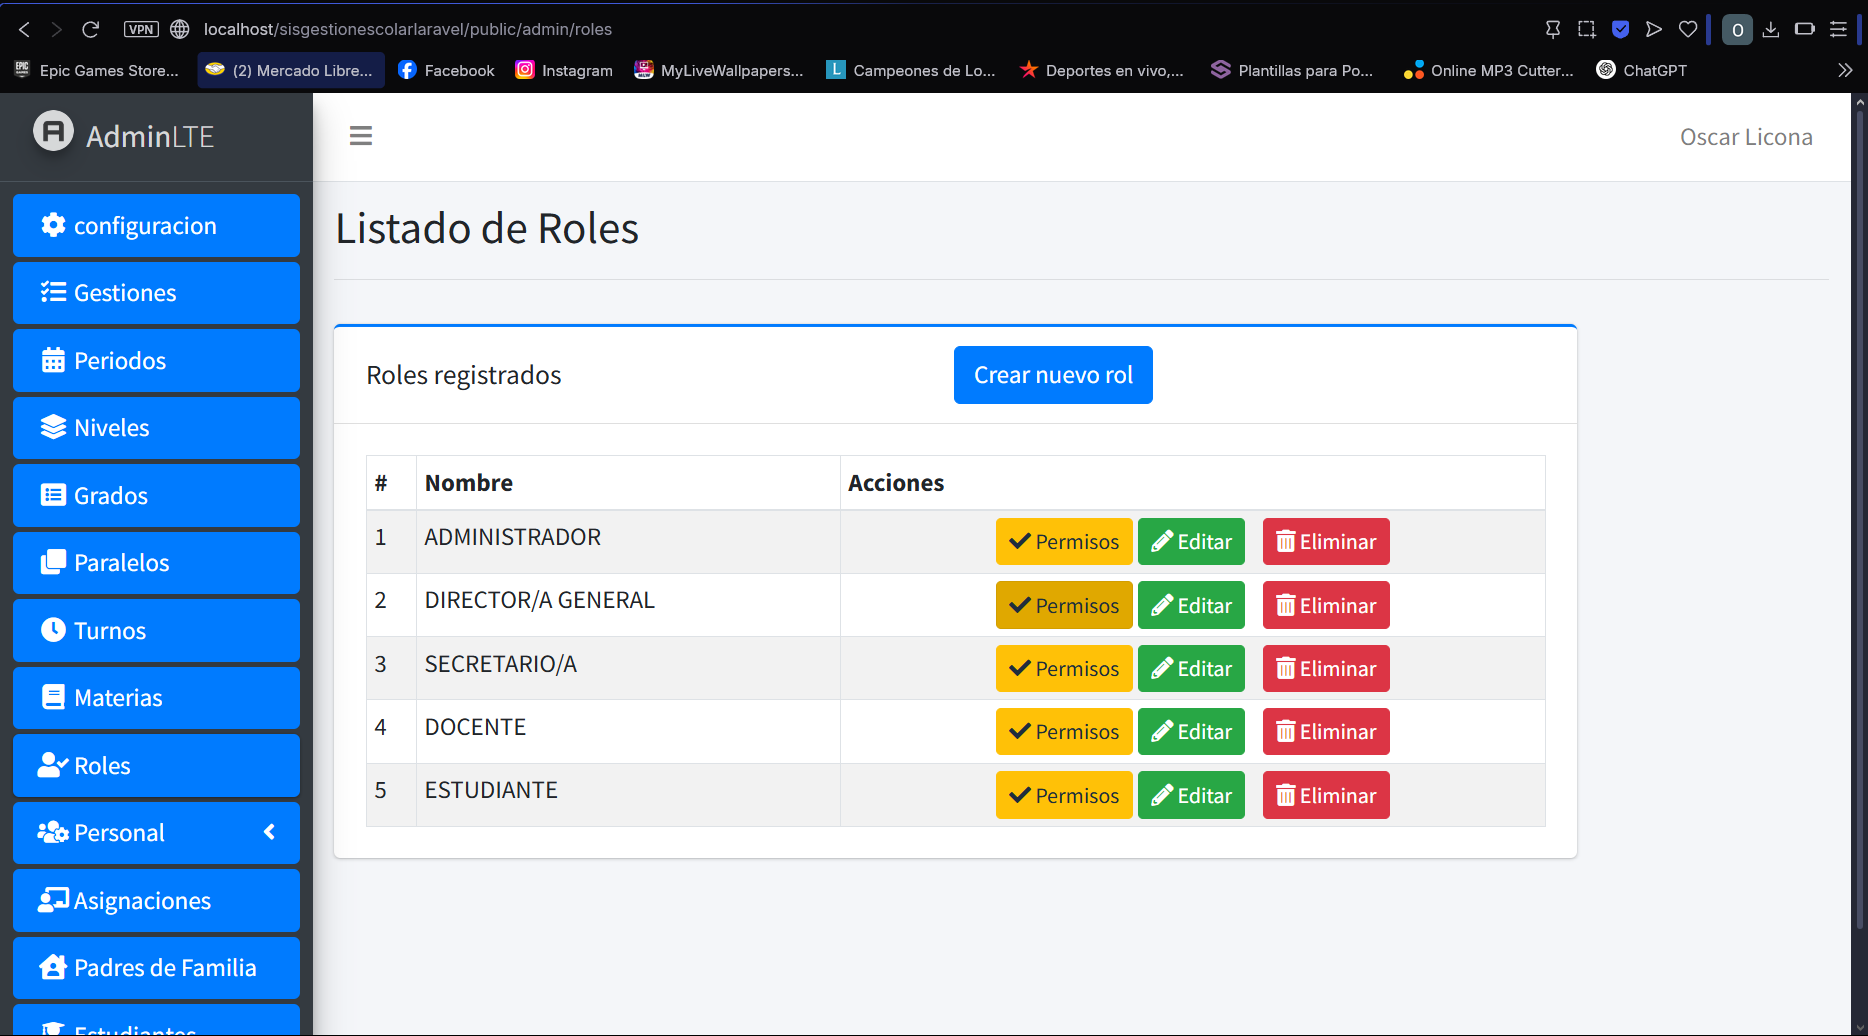 VPN localhost/sisgestionescolarlaravel/public/admin/roles O
EPIC GAMES Epic Games Store... (2) Mercado Libre... Facebook Instagram MyLiveWallpapers... L Campeones de Lo... Deportes en vivo,... Plantillas para Po... Online MP3 Cutter... ChatGPT
AdminLTE
Oscar Licona
configuracion
Gestiones
Periodos
Niveles
Grados
Paralelos
Turnos
Materias
Roles
Personal
Asignaciones
Padres de Familia
Estudiantes
Listado de Roles
Roles registrados Crear nuevo rol
# Nombre Acciones
1 ADMINISTRADOR Permisos Editar Eliminar
2 DIRECTOR/A GENERAL Permisos Editar Eliminar
3 SECRETARIO/A Permisos Editar Eliminar
4 DOCENTE Permisos Editar Eliminar
5 ESTUDIANTE Permisos Editar Eliminar